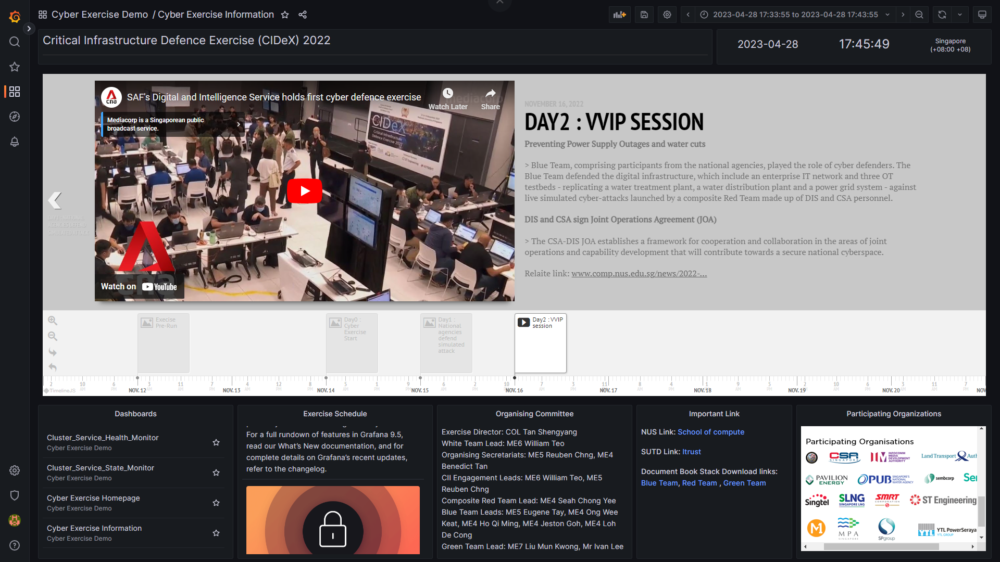 Cyber Exercise Demo / Cyber Exercise Information
2023-04-28 17:33:55 to 2023-04-28 17:43:55
Critical Infrastructure Defence Exercise (CIDeX) 2022
2023-04-28
17:45:49
Singapore
(+08:00 +08)
cna
SAF's Digital and Intelligence Service holds first cyber defence exercise
Watch Later
Share
mediacorp
Mediacorp is a Singaporean public
broadcast service.
CIDeX
Critical Infrastructure
Defence Exercise 2022
Watch on YouTube
DAY1 : NATIONAL
AGENCIES DEFEND
SIMULATED ATTACK
NOVEMBER 16, 2022
DAY2 : VVIP SESSION
Preventing Power Supply Outages and water cuts
> Blue Team, comprising participants from the national agencies, played the role of cyber defenders. The
Blue Team defended the digital infrastructure, which include an enterprise IT network and three OT
testbeds - replicating a water treatment plant, a water distribution plant and a power grid system - against
live simulated cyber-attacks launched by a composite Red Team made up of DIS and CSA personnel.
DIS and CSA sign Joint Operations Agreement (JOA)
> The CSA-DIS JOA establishes a framework for cooperation and collaboration in the areas of joint
operations and capability development that will contribute towards a secure national cyberspace.
Relaite link: www.comp.nus.edu.sg/news/2022-...
Execise
Pre-Run
Day0 :
Cyber
Exercise
Start
Day1 :
National
agencies
defend
simulated
attack
Day2 : VVIP
session
2 10 6 3 11 7 4 12 8 5 1 9 6 2 10 7 3 11 8 4 1 9 5 2 10 6 3 11 7
AM PM AM AM PM AM PM PM AM PM AM PM AM PM AM PM AM PM PM AM AM PM
TimelineJS
NOV. 12 NOV. 13 NOV. 14 NOV. 15 NOV. 16 NOV. 17 NOV. 18 NOV. 19 NOV. 20 NOV
Dashboards
Cluster_Service_Health_Monitor
Cyber Exercise Demo
Cluster_Service_State_Monitor
Cyber Exercise Demo
Cyber Exercise Homepage
Cyber Exercise Demo
Cyber Exercise Information
Cyber Exercise Demo
Exercise Schedule
For a full rundown of features in Grafana 9.5,
read our What's New documentation, and for
complete details on Grafana's recent updates,
refer to the changelog.
Organising Committee
Exercise Director: COL Tan Shengyang
White Team Lead: ME6 William Teo
Organising Secretariats: ME5 Reuben Chng, ME4
Benedict Tan
CII Engagement Leads: ME6 William Teo, ME5
Reuben Chng
Composite Red Team Lead: ME4 Seah Chong Yee
Blue Team Leads: ME5 Eugene Tay, ME4 Ong Wee
Keat, ME4 Ho Qi Ming, ME4 Jeston Goh, ME4 Loh
De Cong
Green Team Lead: ME7 Liu Mun Kwong, Mr Ivan Lee
Important Link
NUS Link: School of compute
SUTD Link: Itrust
Document Book Stack Download links:
Blue Team, Red Team , Green Team
Participating Organizations
Participating Organisations
CSA
SINGAPORE
INFOCOMM
MEDIA
DEVELOPMENT
AUTHORITY
Land Transport Auth
PAVILION
ENERGY
PUB SINGAPORE'S
NATIONAL
WATER AGENCY
sembcorp
Se
Singtel
SLNG
SINGAPORE LNG
SMRT
CORPORATION
ST Engineering
M1
MPA
SINGAPORE
SPgroup
YTL
YTL PowerSeraya
YTL GROUP